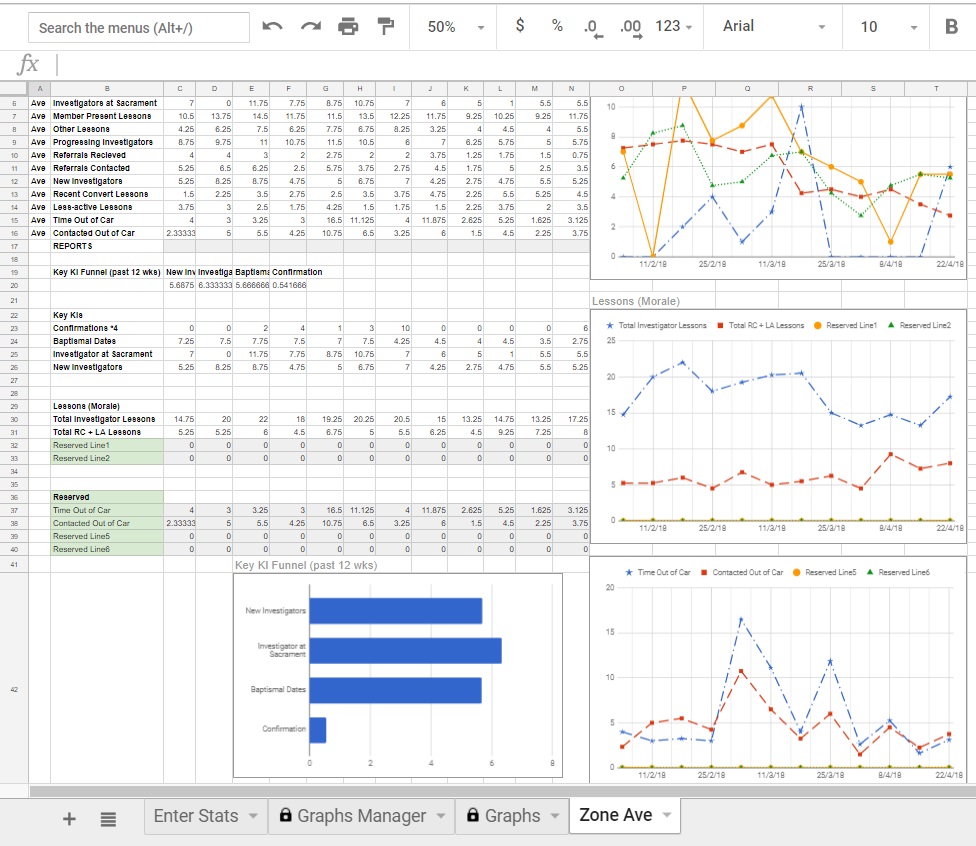 Search the menus (Alt+/) 50% $ % .0 .00 123 Arial 10 B
fx
A B C D E F G H I J K L M N O P Q R S T
6 Ave Investigators at Sacrament 7 0 11.75 7.75 8.75 10.75 7 6 5 1 5.5 5.5
7 Ave Member Present Lessons 10.5 13.75 14.5 11.75 11.5 13.5 12.25 11.75 9.25 10.25 9.25 11.75
8 Ave Other Lessons 4.25 6.25 7.5 6.25 7.75 6.75 8.25 3.25 4 4.5 4 5.5
9 Ave Progressing Investigators 8.75 9.75 11 10.75 11.5 10.5 6 7 6.25 5.75 5 5.75
10 Ave Referrals Recieved 4 4 3 2 2.75 2 2 3.75 1.25 1.75 1.5 0.75
11 Ave Referrals Contacted 5.25 6.5 6.25 2.5 5.75 3.75 2.75 4.5 1.75 5 2.5 3.5
12 Ave New Investigators 5.25 8.25 8.75 4.75 5 6.75 7 4.25 2.75 4.75 5.5 5.25
13 Ave Recent Convert Lessons 1.5 2.25 3.5 2.75 2.5 3.5 3.75 4.75 2.25 5.5 5.25 4.5
14 Ave Less-active Lessons 3.75 3 2.5 1.75 4.25 1.5 1.75 1.5 2.25 3.75 2 3.5
15 Ave Time Out of Car 4 3 3.25 3 16.5 11.125 4 11.875 2.625 5.25 1.625 3.125
16 Ave Contacted Out of Car 2.33333 5 5.5 4.25 10.75 6.5 3.25 6 1.5 4.5 2.25 3.75
17 REPORTS
18
19 Key KI Funnel (past 12 wks) New Inv Investiga Baptisma Confirmation
20 5.6875 6.333333 5.666666 0.541666
21
22 Key KIs
23 Confirmations *4 0 0 2 4 1 3 10 0 0 0 0 6
24 Baptismal Dates 7.25 7.5 7.75 7.5 7 7.5 4.25 4.5 4 4.5 3.5 2.75
25 Investigator at Sacrament 7 0 11.75 7.75 8.75 10.75 7 6 5 1 5.5 5.5
26 New Investigators 5.25 8.25 8.75 4.75 5 6.75 7 4.25 2.75 4.75 5.5 5.25
27
28
29 Lessons (Morale)
30 Total Investigator Lessons 14.75 20 22 18 19.25 20.25 20.5 15 13.25 14.75 13.25 17.25
31 Total RC + LA Lessons 5.25 5.25 6 4.5 6.75 5 5.5 6.25 4.5 9.25 7.25 8
32 Reserved Line1 0 0 0 0 0 0 0 0 0 0 0 0
33 Reserved Line2 0 0 0 0 0 0 0 0 0 0 0 0
34
35
36 Reserved
37 Time Out of Car 4 3 3.25 3 16.5 11.125 4 11.875 2.625 5.25 1.625 3.125
38 Contacted Out of Car 2.33333 5 5.5 4.25 10.75 6.5 3.25 6 1.5 4.5 2.25 3.75
39 Reserved Line5 0 0 0 0 0 0 0 0 0 0 0 0
40 Reserved Line6 0 0 0 0 0 0 0 0 0 0 0 0
41
42
10
8
6
4
2
0
11/2/18 25/2/18 11/3/18 25/3/18 8/4/18 22/4/18
Lessons (Morale)
Total Investigator Lessons Total RC + LA Lessons Reserved Line1 Reserved Line2
25
20
15
10
5
0
11/2/18 25/2/18 11/3/18 25/3/18 8/4/18 22/4/18
Key KI Funnel (past 12 wks)
New Investigators
Investigator at
Sacrament
Baptismal Dates
Confirmation
0 2 4 6 8
Time Out of Car Contacted Out of Car Reserved Line5 Reserved Line6
20
15
10
5
0
11/2/18 25/2/18 11/3/18 25/3/18 8/4/18 22/4/18
+ Enter Stats Graphs Manager Graphs Zone Ave